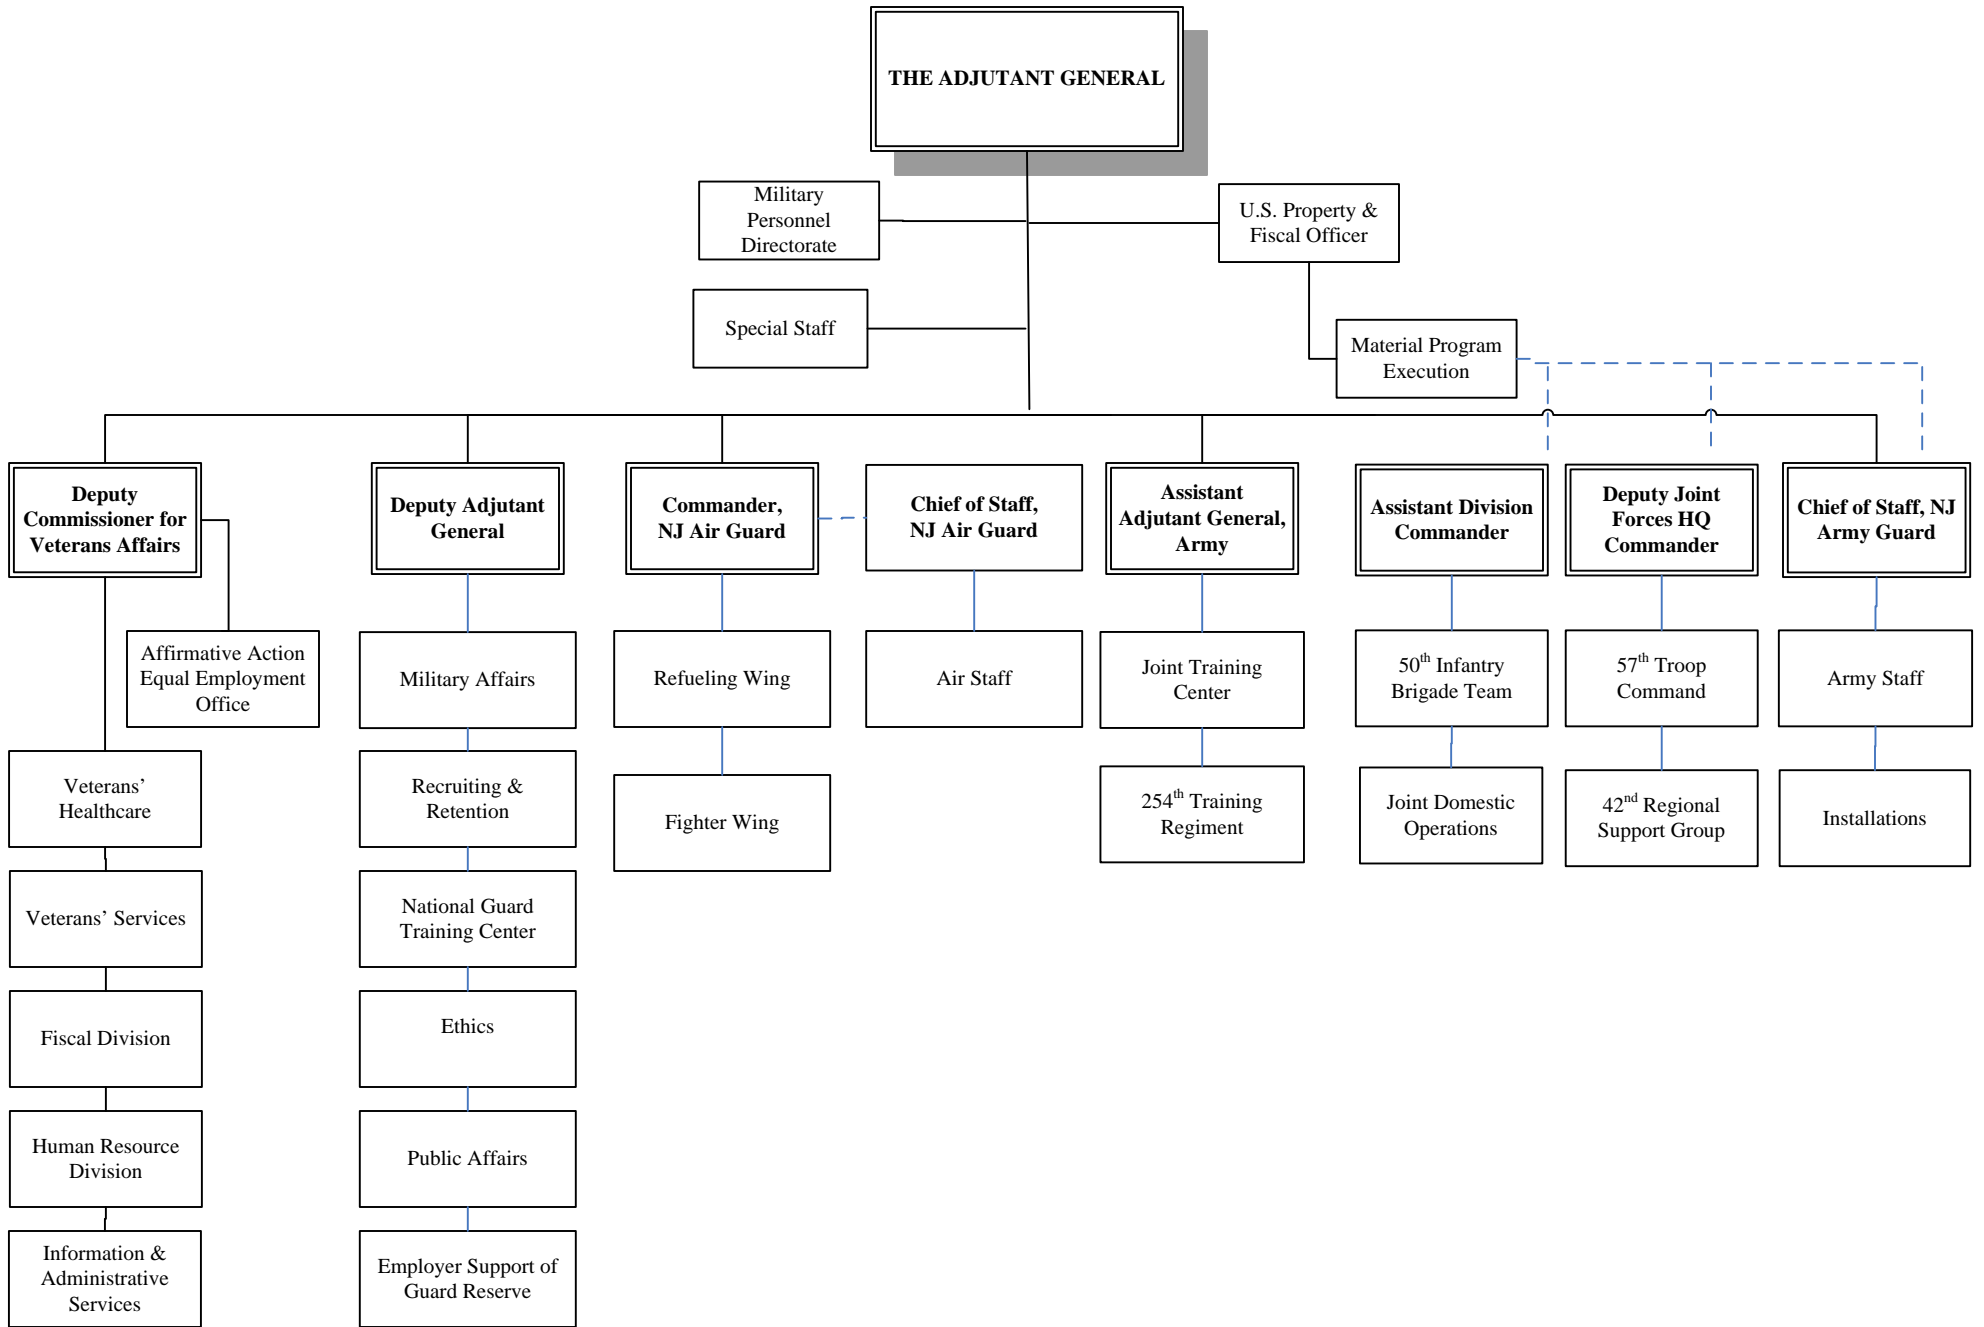 THE ADJUTANT GENERAL
Military
Personnel
Directorate
U.S. Property &
Fiscal Officer
Special Staff
Material Program
Execution
Deputy
Commissioner for
Veterans Affairs
Deputy Adjutant
General
Commander,
NJ Air Guard
Chief of Staff,
NJ Air Guard
Assistant
Adjutant General,
Army
Assistant Division
Commander
Deputy Joint
Forces HQ
Commander
Chief of Staff, NJ
Army Guard
Affirmative Action
Equal Employment
Office
Military Affairs
Refueling Wing
Air Staff
Joint Training
Center
50th Infantry
Brigade Team
57th Troop
Command
Army Staff
Veterans’
Healthcare
Recruiting &
Retention
Fighter Wing
254th Training
Regiment
Joint Domestic
Operations
42nd Regional
Support Group
Installations
Veterans’ Services
National Guard
Training Center
Fiscal Division
Ethics
Human Resource
Division
Public Affairs
Information &
Administrative
Services
Employer Support of
Guard Reserve